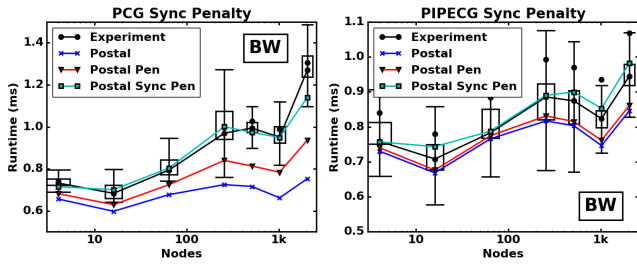 PCG Sync Penalty
1.4
1.2
1.0
0.8
0.6
Runtime (ms)
Experiment
Postal
Postal Pen
Postal Sync Pen
BW
10
100
1k
Nodes
PIPECG Sync Penalty
1.1
1.0
0.9
0.8
0.7
0.6
0.5
Runtime (ms)
Experiment
Postal
Postal Pen
Postal Sync Pen
BW
10
100
1k
Nodes